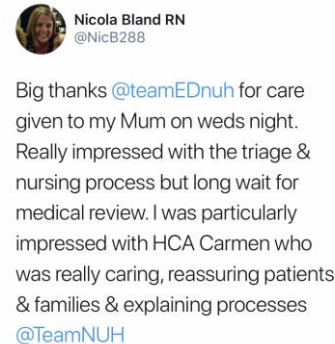 Nicola Bland RN
@NicB288
Big thanks @teamEDnuh for care
given to my Mum on weds night.
Really impressed with the triage &
nursing process but long wait for
medical review. I was particularly
impressed with HCA Carmen who
was really caring, reassuring patients
& families & explaining processes
@TeamNUH